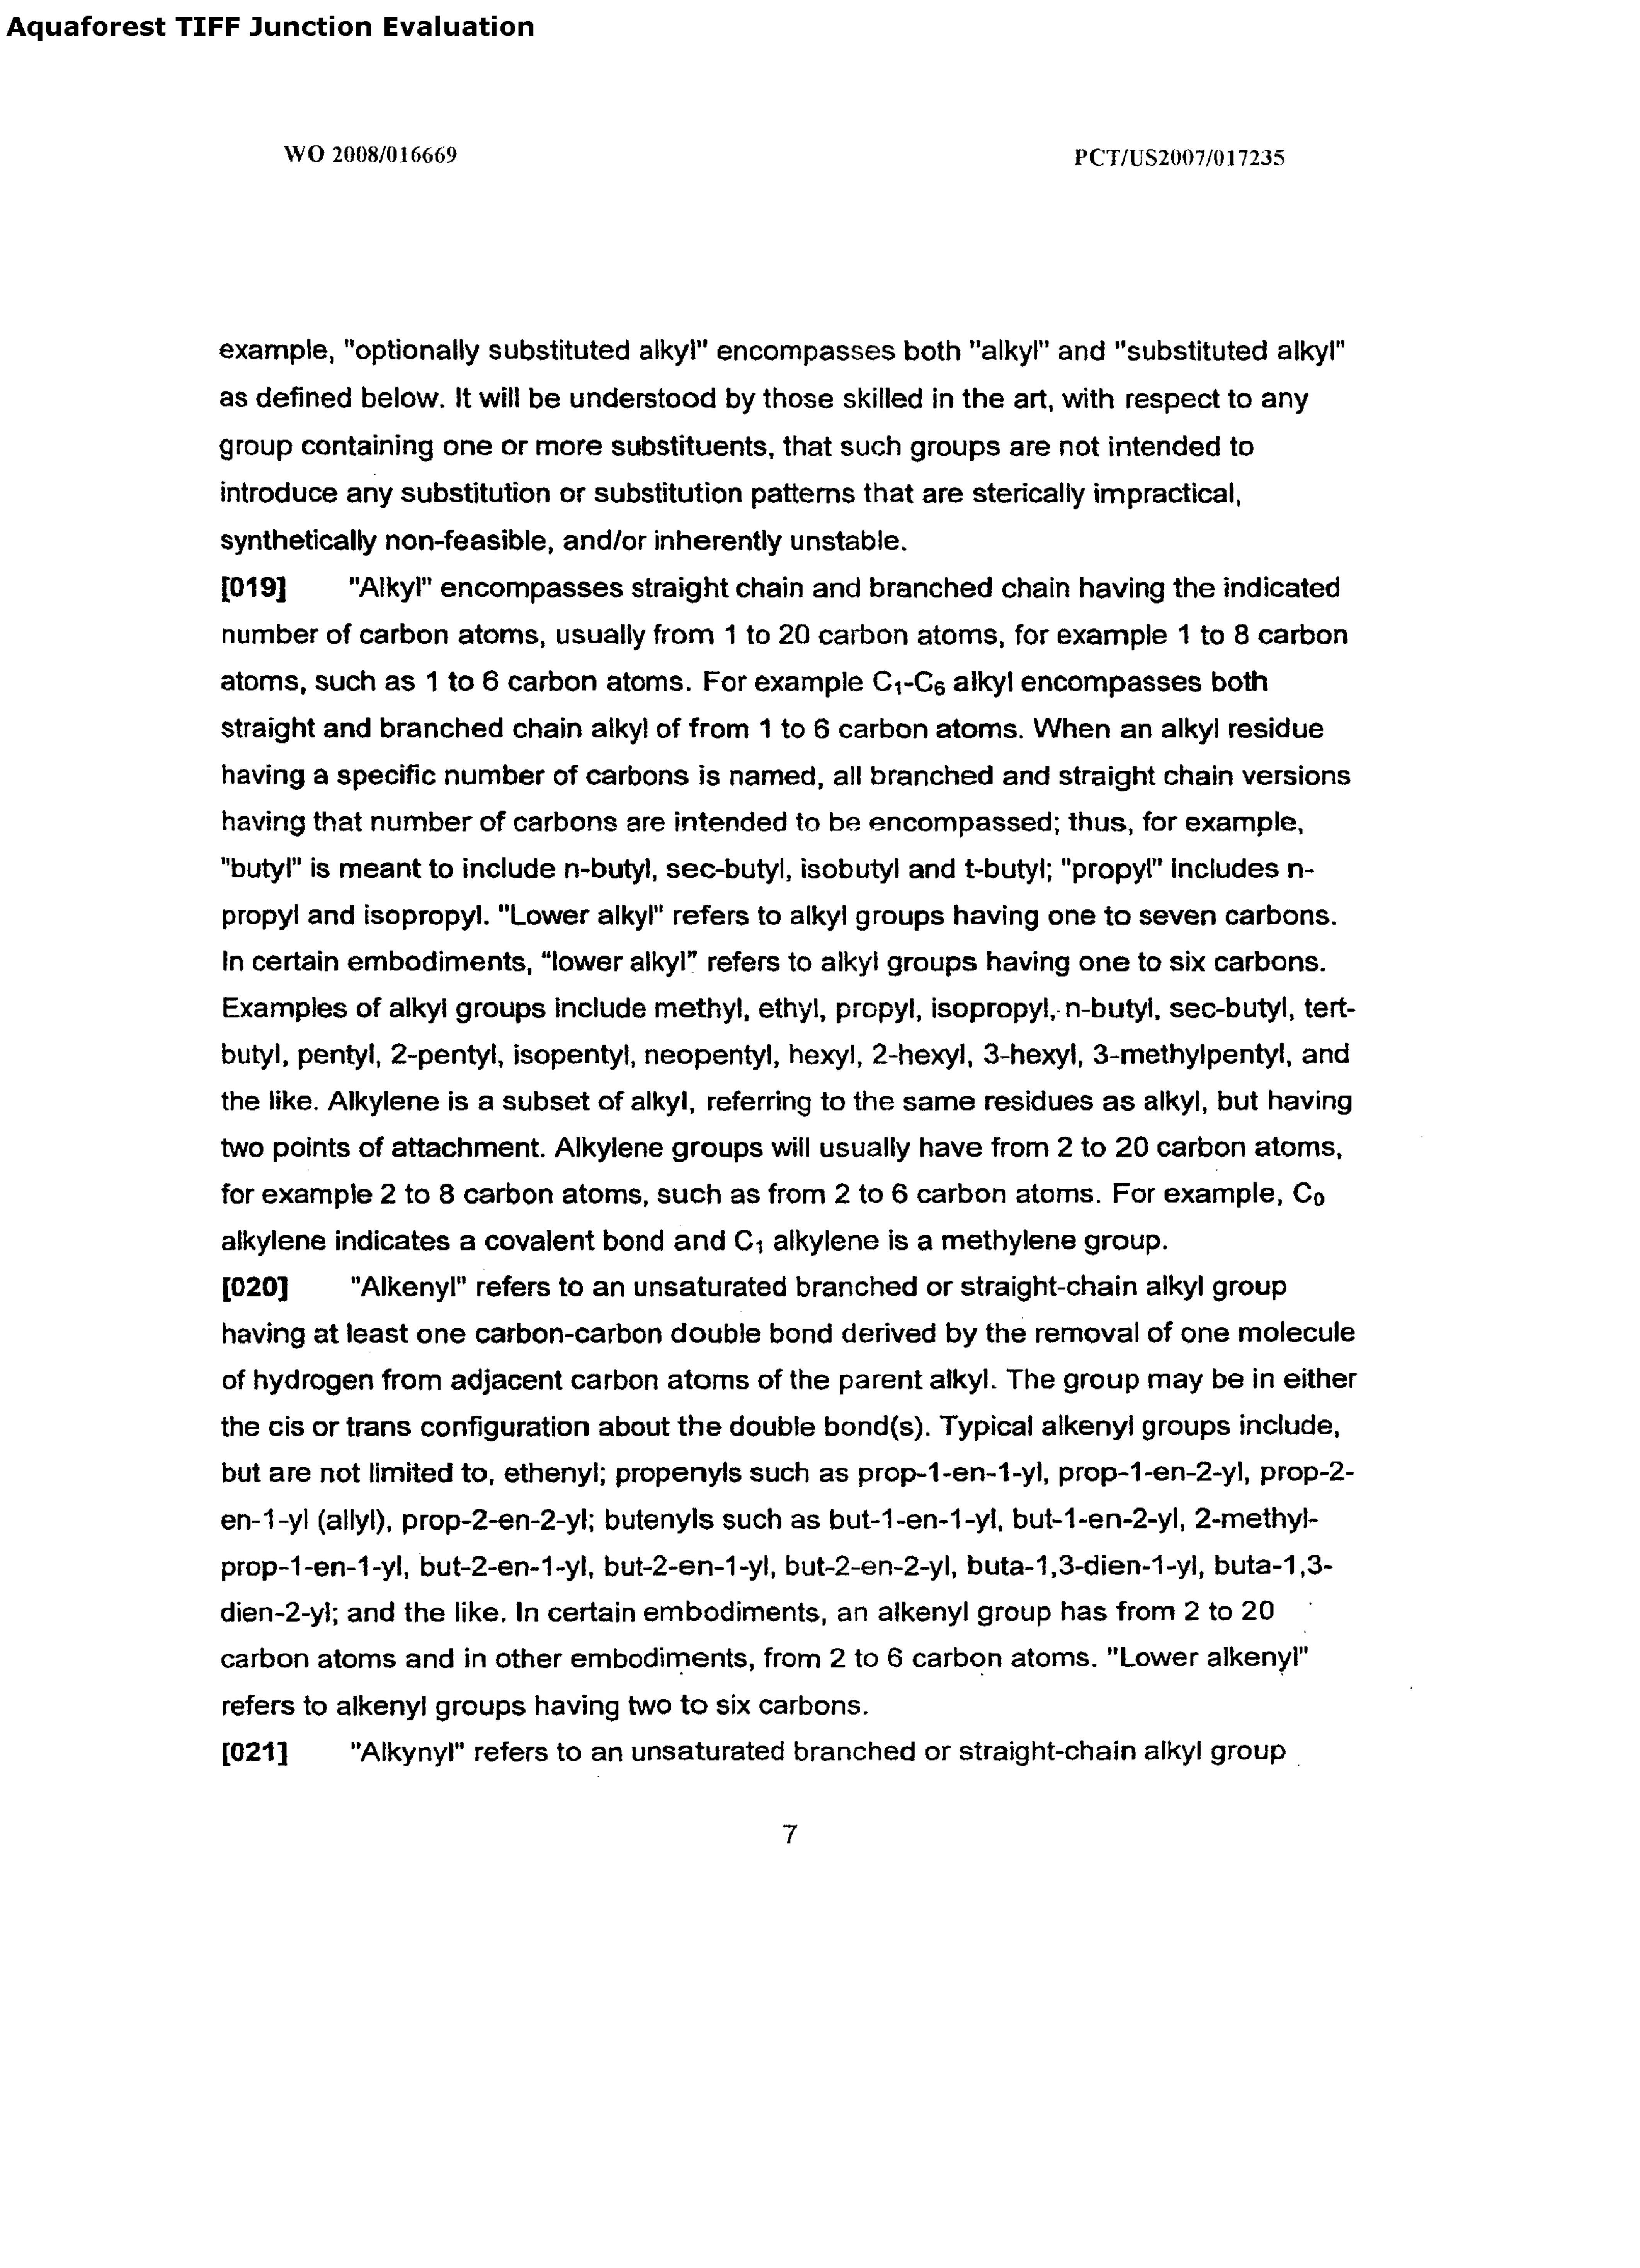 Aquaforest TIFF Junction Evaluation
WO 2008/016669 PCT/US2007/017235
example, "optionally substituted alkyl" encompasses both "alkyl" and "substituted alkyl"
as defined below. It will be understood by those skilled in the art, with respect to any
group containing one or more substituents, that such groups are not intended to
introduce any substitution or substitution patterns that are sterically impractical,
synthetically non-feasible, and/or inherently unstable.
[019] "Alkyl" encompasses straight chain and branched chain having the indicated
number of carbon atoms, usually from 1 to 20 carbon atoms, for example 1 to 8 carbon
atoms, such as 1 to 6 carbon atoms. For example C₁-C₆ alkyl encompasses both
straight and branched chain alkyl of from 1 to 6 carbon atoms. When an alkyl residue
having a specific number of carbons is named, all branched and straight chain versions
having that number of carbons are intended to be encompassed; thus, for example,
"butyl" is meant to include n-butyl, sec-butyl, isobutyl and t-butyl; "propyl" includes n-
propyl and isopropyl. "Lower alkyl" refers to alkyl groups having one to seven carbons.
In certain embodiments, “lower alkyl” refers to alkyl groups having one to six carbons.
Examples of alkyl groups include methyl, ethyl, propyl, isopropyl, n-butyl, sec-butyl, tert-
butyl, pentyl, 2-pentyl, isopentyl, neopentyl, hexyl, 2-hexyl, 3-hexyl, 3-methylpentyl, and
the like. Alkylene is a subset of alkyl, referring to the same residues as alkyl, but having
two points of attachment. Alkylene groups will usually have from 2 to 20 carbon atoms,
for example 2 to 8 carbon atoms, such as from 2 to 6 carbon atoms. For example, C₀
alkylene indicates a covalent bond and C₁ alkylene is a methylene group.
[020] "Alkenyl" refers to an unsaturated branched or straight-chain alkyl group
having at least one carbon-carbon double bond derived by the removal of one molecule
of hydrogen from adjacent carbon atoms of the parent alkyl. The group may be in either
the cis or trans configuration about the double bond(s). Typical alkenyl groups include,
but are not limited to, ethenyl; propenyls such as prop-1-en-1-yl, prop-1-en-2-yl, prop-2-
en-1-yl (allyl), prop-2-en-2-yl; butenyls such as but-1-en-1-yl, but-1-en-2-yl, 2-methyl-
prop-1-en-1-yl, but-2-en-1-yl, but-2-en-1-yl, but-2-en-2-yl, buta-1,3-dien-1-yl, buta-1,3-
dien-2-yl; and the like. In certain embodiments, an alkenyl group has from 2 to 20
carbon atoms and in other embodiments, from 2 to 6 carbon atoms. "Lower alkenyl"
refers to alkenyl groups having two to six carbons.
[021] "Alkynyl" refers to an unsaturated branched or straight-chain alkyl group
7